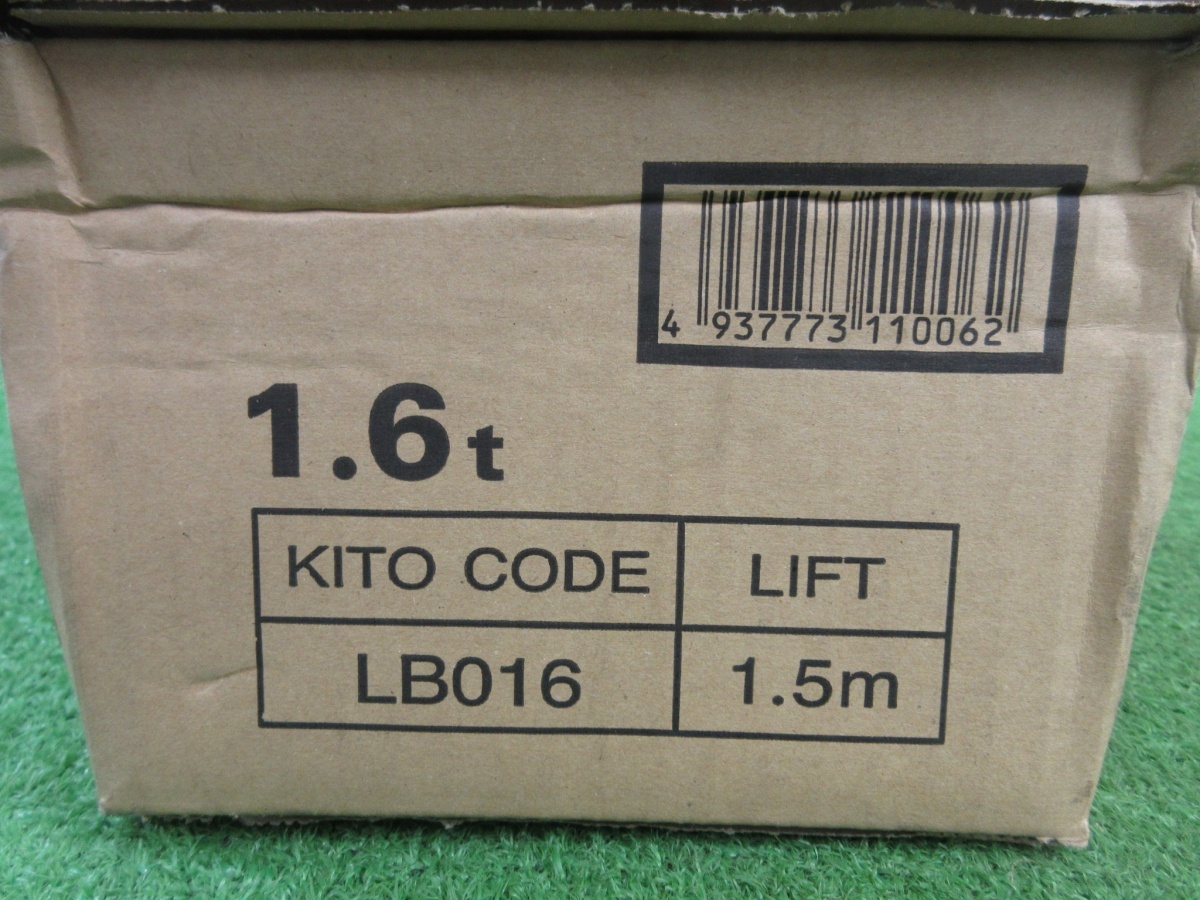 4 937773 110062
1.6t
KITO CODE LIFT
LB016 1.5m